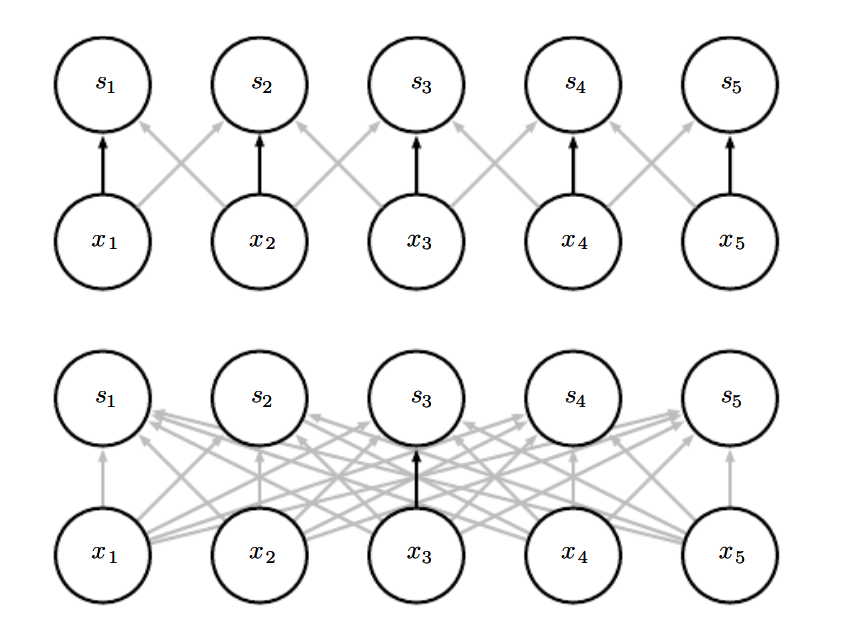 s₁ s₂ s₃ s₄ s₅
x₁ x₂ x₃ x₄ x₅
s₁ s₂ s₃ s₄ s₅
x₁ x₂ x₃ x₄ x₅